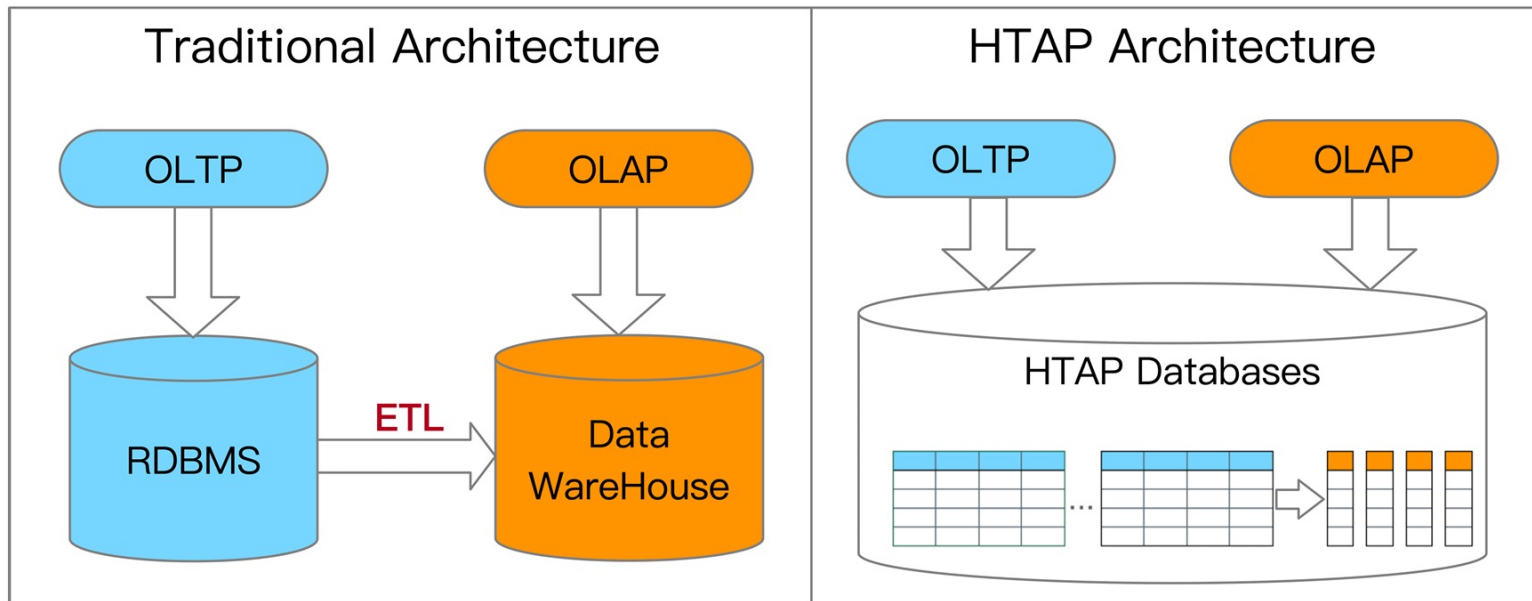 Traditional Architecture
OLTP
OLAP
RDBMS
ETL
Data
WareHouse
HTAP Architecture
OLTP
OLAP
HTAP Databases
...